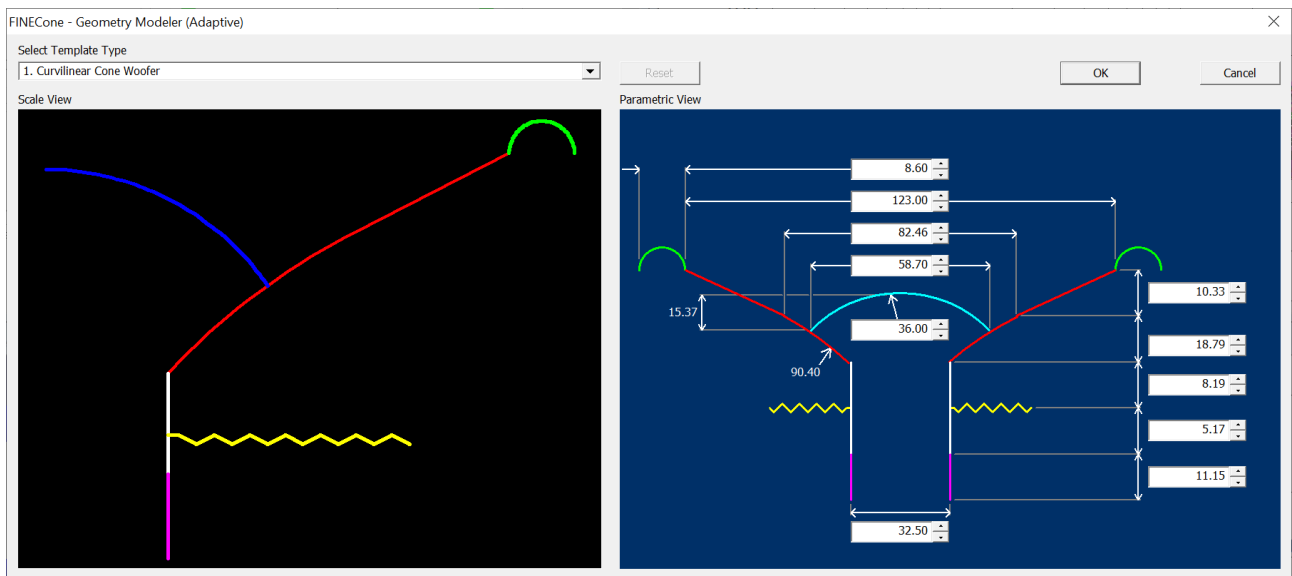 FINECone - Geometry Modeler (Adaptive)
Select Template Type
1. Curvilinear Cone Woofer
Reset
OK
Cancel
Scale View
Parametric View
8.60
123.00
82.46
58.70
10.33
15.37
36.00
18.79
90.40
8.19
5.17
11.15
32.50